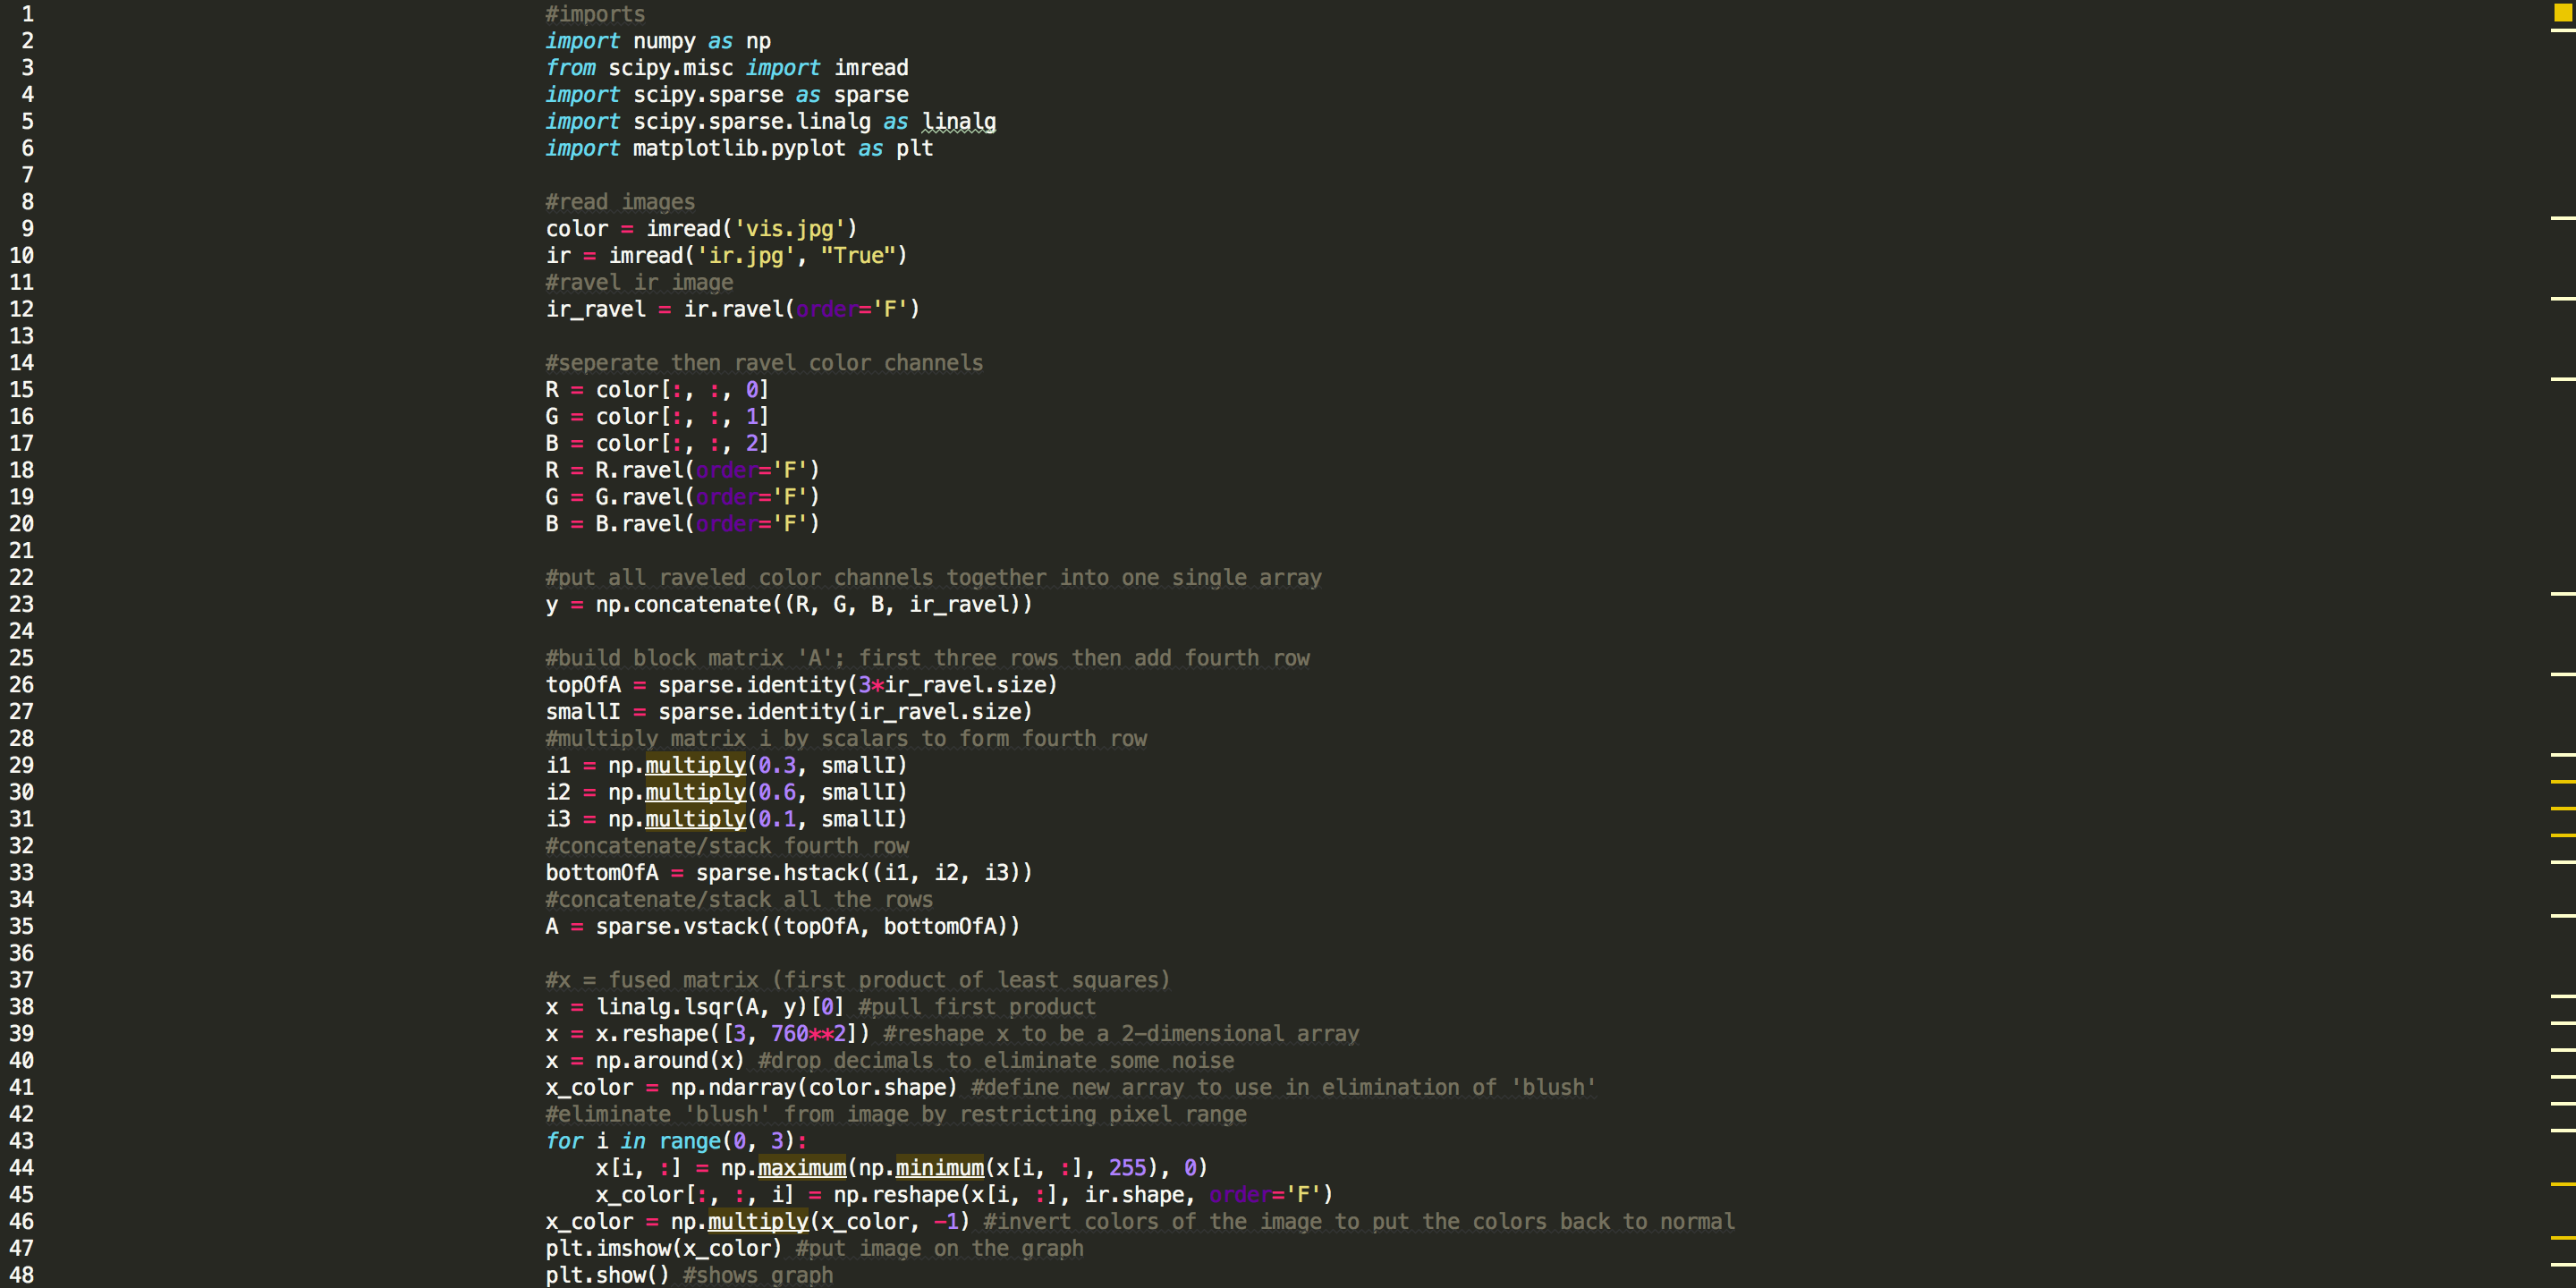 1 #imports
2 import numpy as np
3 from scipy.misc import imread
4 import scipy.sparse as sparse
5 import scipy.sparse.linalg as linalg
6 import matplotlib.pyplot as plt
7
8 #read images
9 color = imread('vis.jpg')
10 ir = imread('ir.jpg', "True")
11 #ravel ir image
12 ir_ravel = ir.ravel(order='F')
13
14 #seperate then ravel color channels
15 R = color[:, :, 0]
16 G = color[:, :, 1]
17 B = color[:, :, 2]
18 R = R.ravel(order='F')
19 G = G.ravel(order='F')
20 B = B.ravel(order='F')
21
22 #put all raveled color channels together into one single array
23 y = np.concatenate((R, G, B, ir_ravel))
24
25 #build block matrix 'A'; first three rows then add fourth row
26 topOfA = sparse.identity(3*ir_ravel.size)
27 smallI = sparse.identity(ir_ravel.size)
28 #multiply matrix i by scalars to form fourth row
29 i1 = np.multiply(0.3, smallI)
30 i2 = np.multiply(0.6, smallI)
31 i3 = np.multiply(0.1, smallI)
32 #concatenate/stack fourth row
33 bottomOfA = sparse.hstack((i1, i2, i3))
34 #concatenate/stack all the rows
35 A = sparse.vstack((topOfA, bottomOfA))
36
37 #x = fused matrix (first product of least squares)
38 x = linalg.lsqr(A, y)[0] #pull first product
39 x = x.reshape([3, 760**2]) #reshape x to be a 2-dimensional array
40 x = np.around(x) #drop decimals to eliminate some noise
41 x_color = np.ndarray(color.shape) #define new array to use in elimination of 'blush'
42 #eliminate 'blush' from image by restricting pixel range
43 for i in range(0, 3):
44     x[i, :] = np.maximum(np.minimum(x[i, :], 255), 0)
45     x_color[:, :, i] = np.reshape(x[i, :], ir.shape, order='F')
46 x_color = np.multiply(x_color, -1) #invert colors of the image to put the colors back to normal
47 plt.imshow(x_color) #put image on the graph
48 plt.show() #shows graph